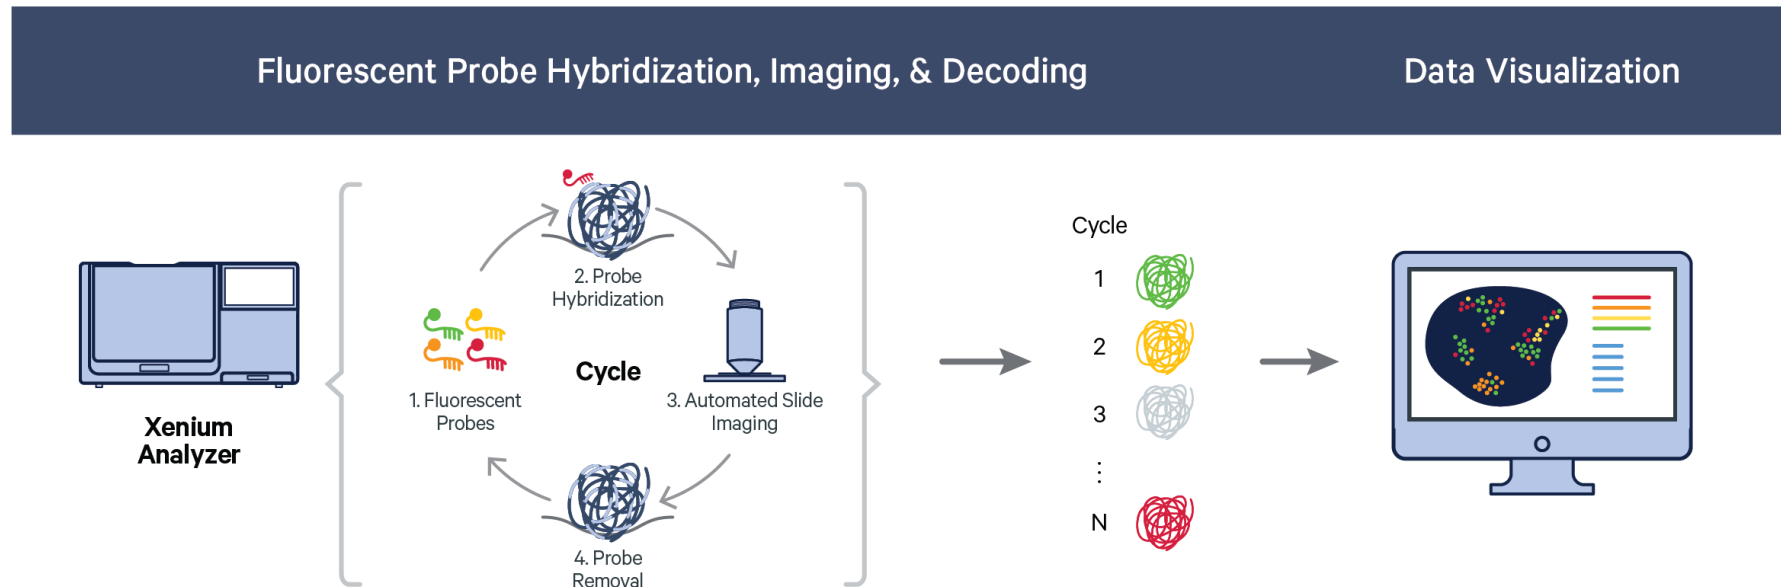 Fluorescent Probe Hybridization, Imaging, & Decoding
Data Visualization
Xenium
Analyzer
1. Fluorescent
Probes
2. Probe
Hybridization
Cycle
3. Automated Slide
Imaging
4. Probe
Removal
Cycle
1
2
3
⋮
N